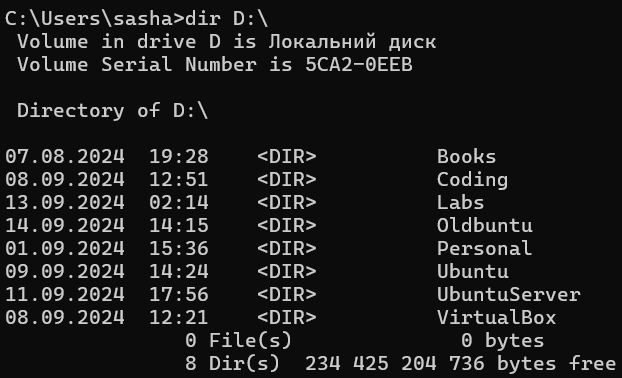 C:\Users\sasha>dir D:\
 Volume in drive D is Локальний диск
 Volume Serial Number is 5CA2-0EEB

 Directory of D:\

07.08.2024  19:28    <DIR>          Books
08.09.2024  12:51    <DIR>          Coding
13.09.2024  02:14    <DIR>          Labs
14.09.2024  14:15    <DIR>          Oldbuntu
01.09.2024  15:36    <DIR>          Personal
09.09.2024  14:24    <DIR>          Ubuntu
11.09.2024  17:56    <DIR>          UbuntuServer
08.09.2024  12:21    <DIR>          VirtualBox
               0 File(s)              0 bytes
               8 Dir(s)  234 425 204 736 bytes free